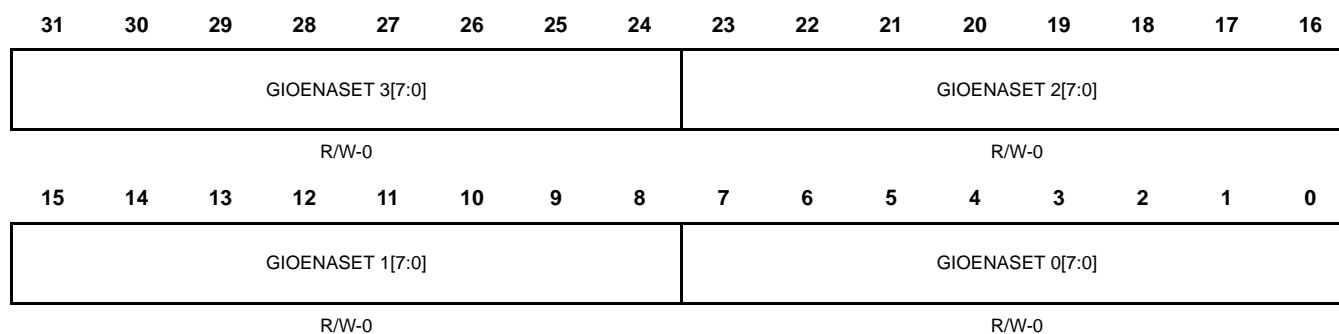 31 30 29 28 27 26 25 24 23 22 21 20 19 18 17 16
GIOENASET 3[7:0] GIOENASET 2[7:0]
R/W-0 R/W-0
15 14 13 12 11 10 9 8 7 6 5 4 3 2 1 0
GIOENASET 1[7:0] GIOENASET 0[7:0]
R/W-0 R/W-0